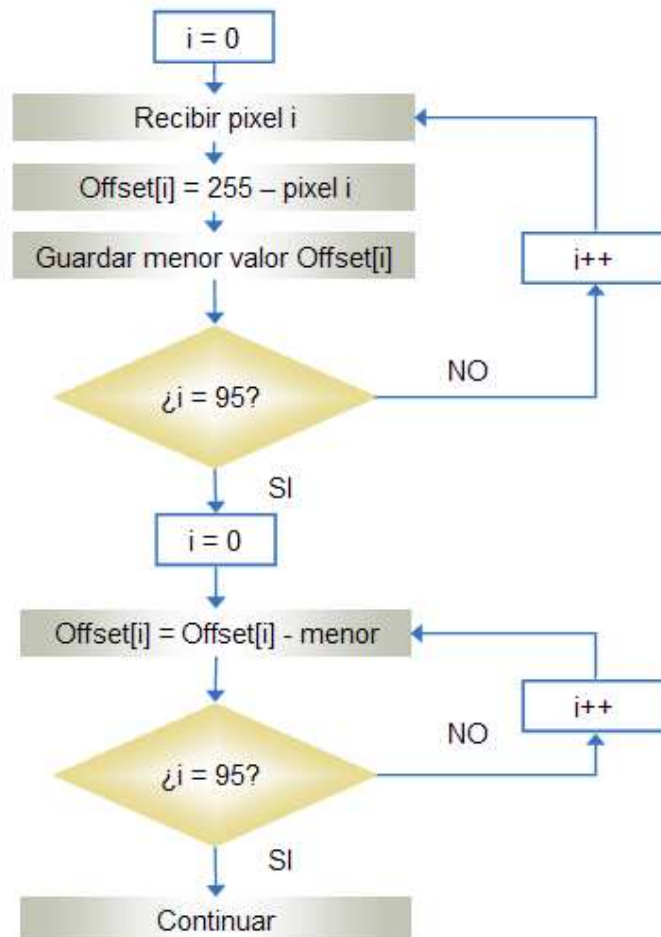 i = 0
Recibir pixel i
Offset[i] = 255 – pixel i
Guardar menor valor Offset[i]
i++
¿i = 95?
NO
SI
i = 0
Offset[i] = Offset[i] - menor
i++
¿i = 95?
NO
SI
Continuar